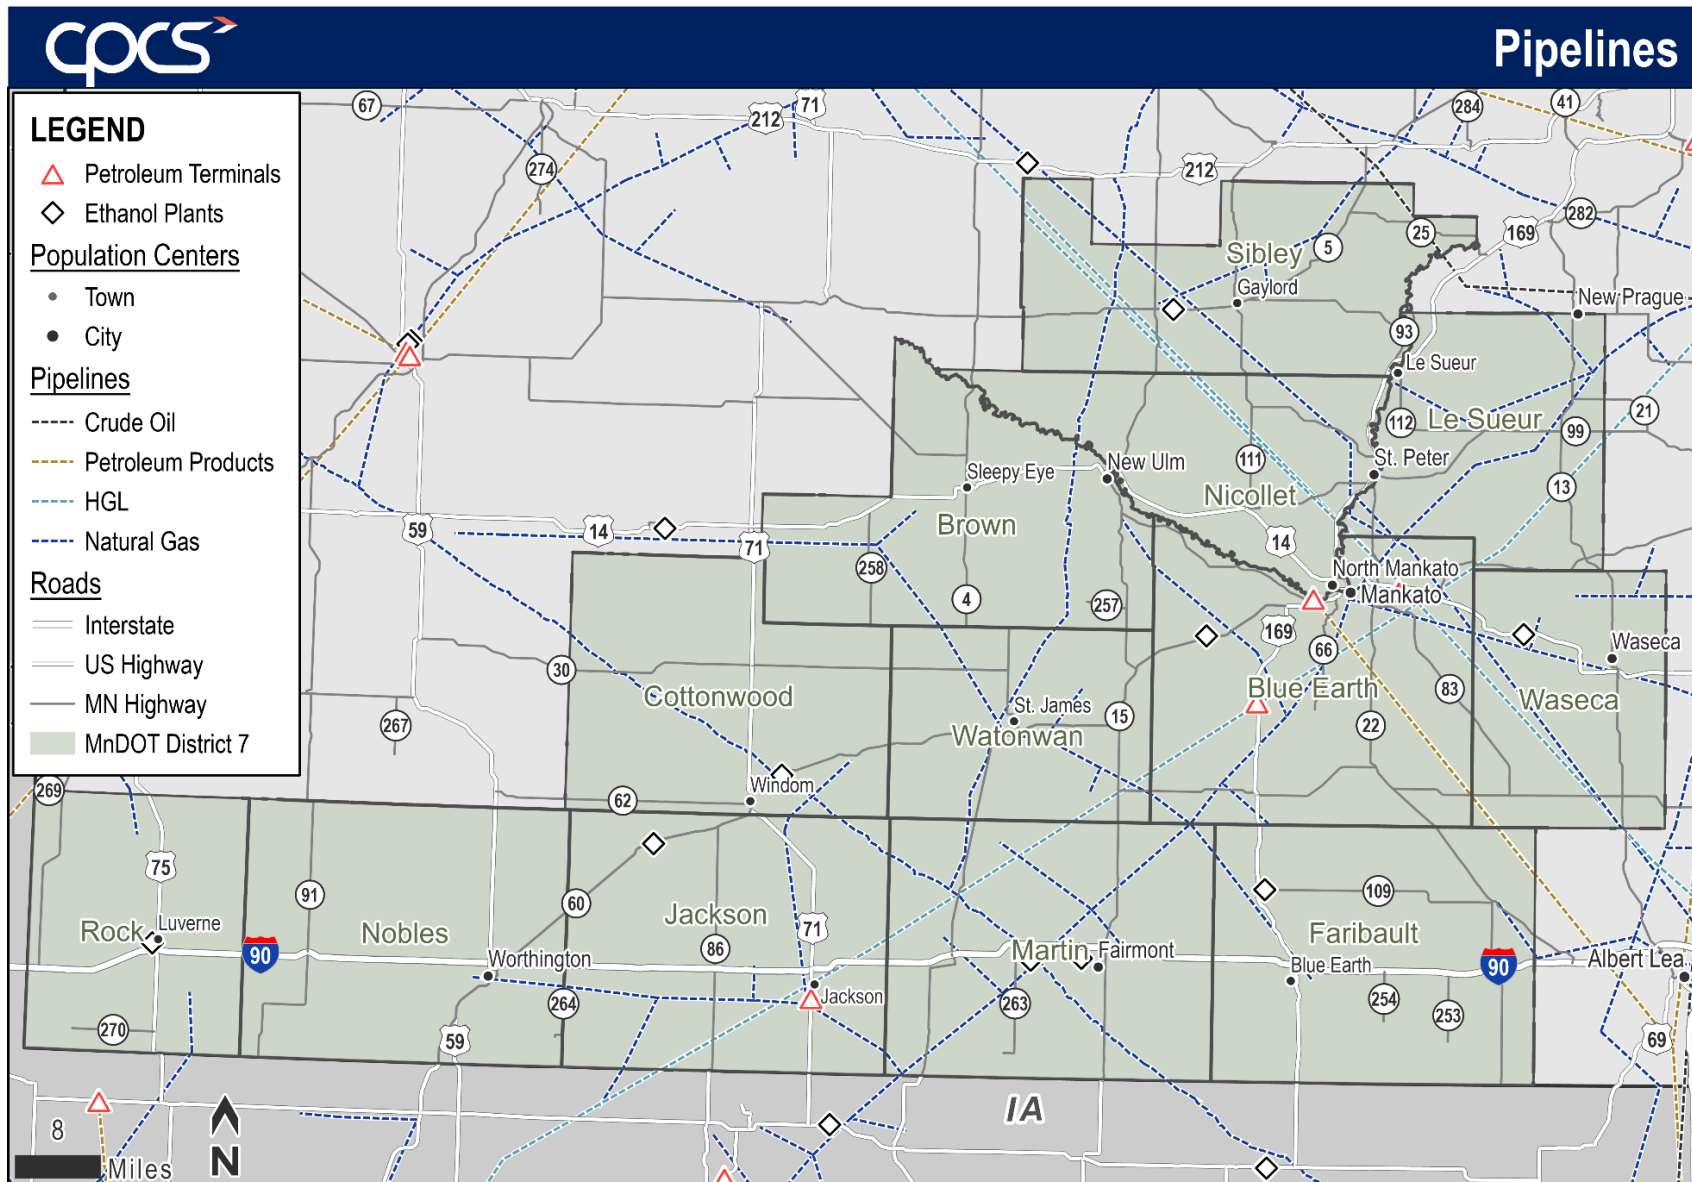 cpcs
Pipelines
LEGEND
Petroleum Terminals
Ethanol Plants
Population Centers
Town
City
Pipelines
Crude Oil
Petroleum Products
HGL
Natural Gas
Roads
Interstate
US Highway
MN Highway
MnDOT District 7
67
71
212
274
212
284
41
282
169
25
5
Sibley
Gaylord
New Prague
93
Le Sueur
112
Le Sueur
21
99
St. Peter
111
13
Sleepy Eye
New Ulm
Nicollet
Brown
59
14
71
14
258
4
257
North Mankato
Mankato
169
66
Waseca
30
Cottonwood
Blue Earth
83
Waseca
267
St. James
15
Watonwan
22
Windom
269
62
75
91
60
Jackson
71
109
Rock
Luverne
90
Nobles
86
Martin
Fairmont
Faribault
Worthington
Blue Earth
90
Albert Lea
264
Jackson
263
254
253
270
59
69
IA
8
Miles
N